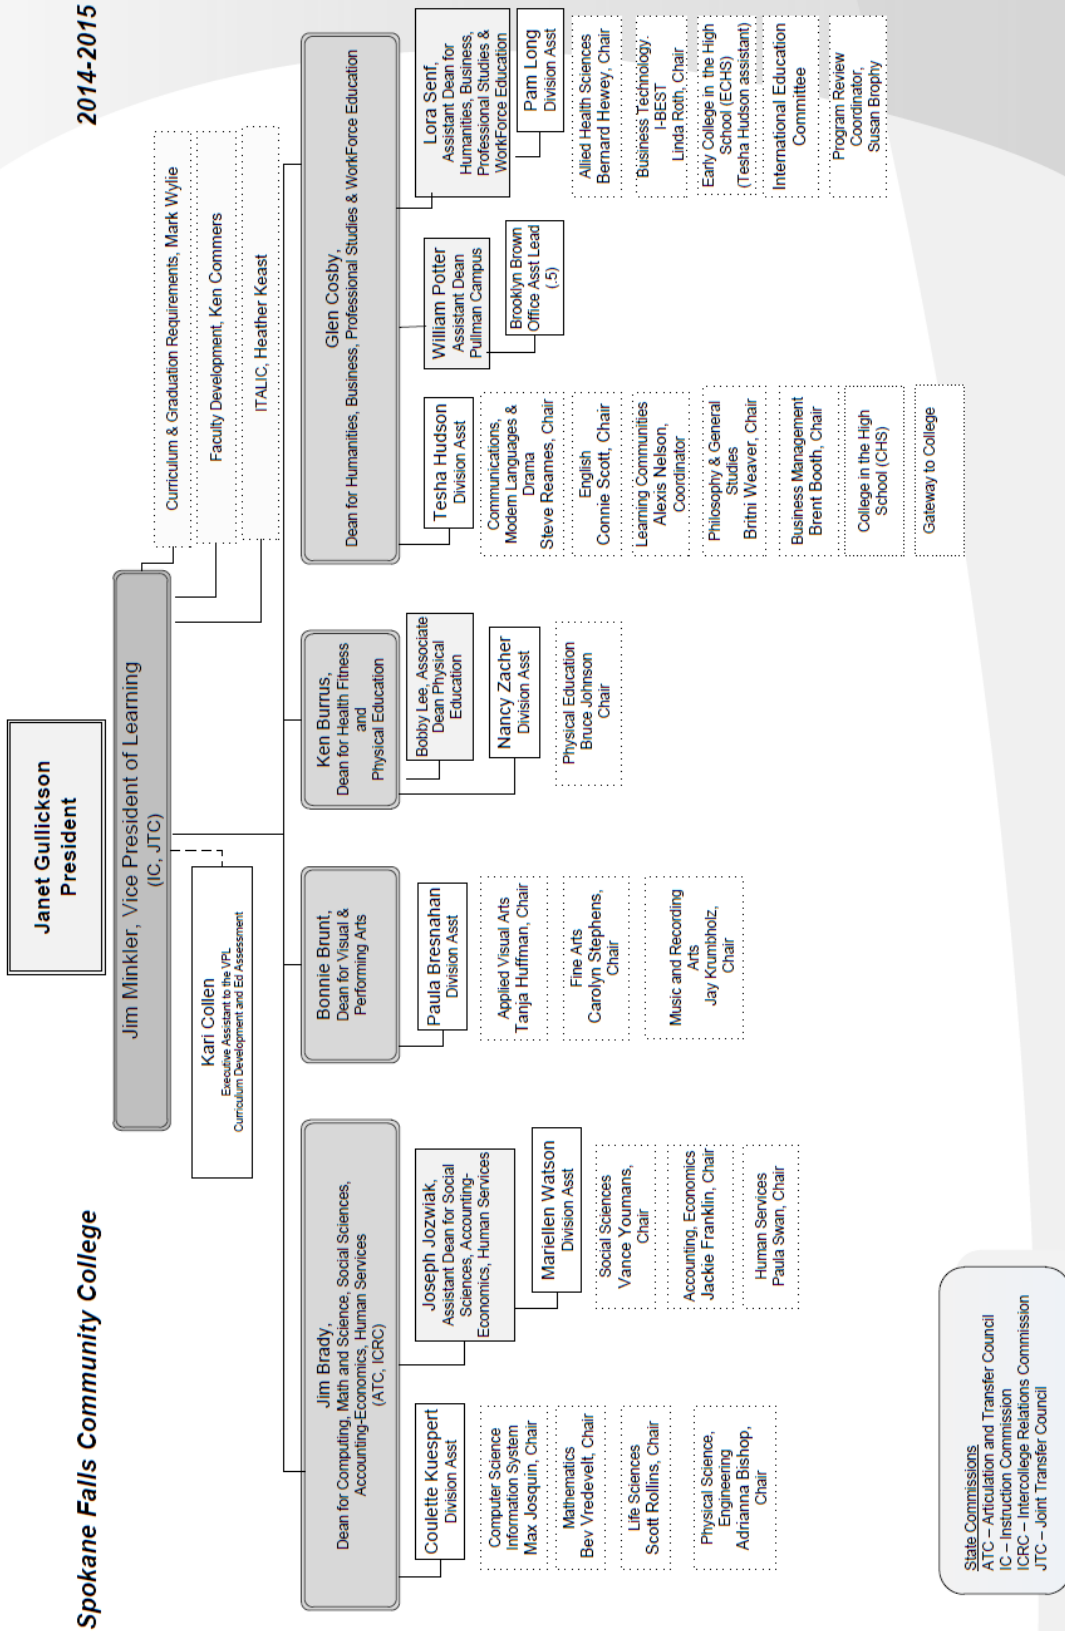 Spokane Falls Community College
2014-2015
Janet Gullickson
President
Jim Minkler, Vice President of Learning
(IC, JTC)
Kari Collen
Executive Assistant to the VPL
Curriculum Development and Ed Assessment
Curriculum & Graduation Requirements, Mark Wylie
Faculty Development, Ken Commers
ITALIC, Heather Keast
Jim Brady,
Dean for Computing, Math and Science, Social Sciences,
Accounting-Economics, Human Services
(ATC, ICRC)
Coulette Kuespert
Division Asst
Computer Science
Information System
Max Josquin, Chair
Mathematics
Bev Vredevelt, Chair
Life Sciences
Scott Rollins, Chair
Physical Science,
Engineering
Adrianna Bishop,
Chair
Joseph Jozwiak,
Assistant Dean for Social
Sciences, Accounting-
Economics, Human Services
Mariellen Watson
Division Asst
Social Sciences
Vance Youmans,
Chair
Accounting, Economics
Jackie Franklin, Chair
Human Services
Paula Swan, Chair
Bonnie Brunt,
Dean for Visual &
Performing Arts
Paula Bresnahan
Division Asst
Applied Visual Arts
Tanja Huffman, Chair
Fine Arts
Carolyn Stephens,
Chair
Music and Recording
Arts
Jay Krumbholz,
Chair
Ken Burrus,
Dean for Health Fitness
and
Physical Education
Bobby Lee, Associate
Dean Physical
Education
Nancy Zacher
Division Asst
Physical Education
Bruce Johnson
Chair
Glen Cosby,
Dean for Humanities, Business, Professional Studies & WorkForce Education
Tesha Hudson
Division Asst
Communications,
Modern Languages &
Drama
Steve Reames, Chair
English
Connie Scott, Chair
Learning Communities
Alexis Nelson,
Coordinator
Philosophy & General
Studies
Britni Weaver, Chair
Business Management
Brent Booth, Chair
College in the High
School (CHS)
Gateway to College
William Potter
Assistant Dean
Pullman Campus
Brooklyn Brown
Office Asst Lead
(.5)
Lora Senf,
Assistant Dean for
Humanities, Business,
Professional Studies &
WorkForce Education
Pam Long
Division Asst
Allied Health Sciences
Bernard Hewey, Chair
Business Technology.
I-BEST
Linda Roth, Chair
Early College in the High
School (ECHS)
(Tesha Hudson assistant)
International Education
Committee
Program Review
Coordinator,
Susan Brophy
State Commissions
ATC – Articulation and Transfer Council
IC – Instruction Commission
ICRC – Intercollege Relations Commission
JTC – Joint Transfer Council